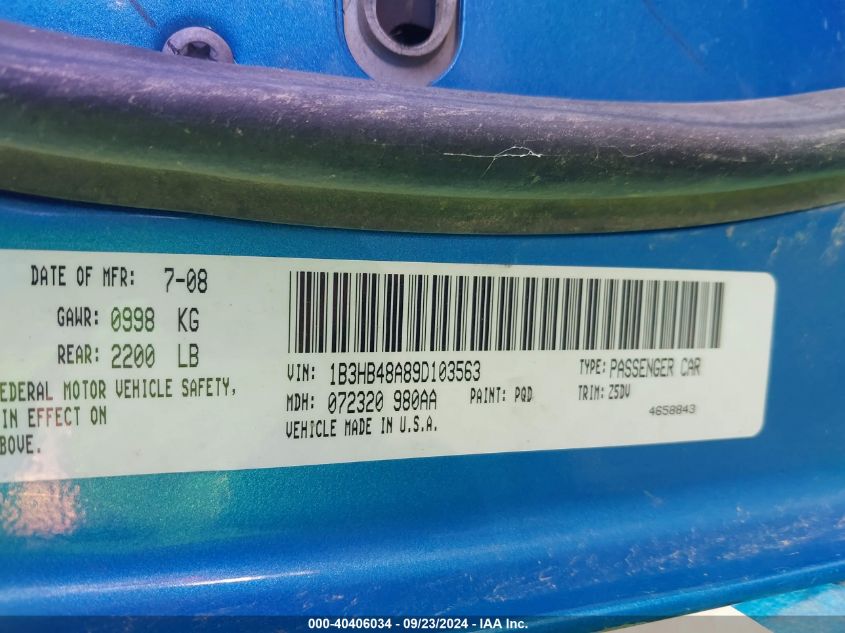 DATE OF MFR: 7-08
GAWR: 0998 KG
REAR: 2200 LB
EDERAL MOTOR VEHICLE SAFETY,
IN EFFECT ON
BOVE.
VIN: 1B3HB48A89D103563
TYPE: PASSENGER CAR
MDH: 072320 980AA PAINT: PQD
TRIM: Z5DV
VEHICLE MADE IN U.S.A.
4658843
000-40406034 - 09/23/2024 - IAA Inc.